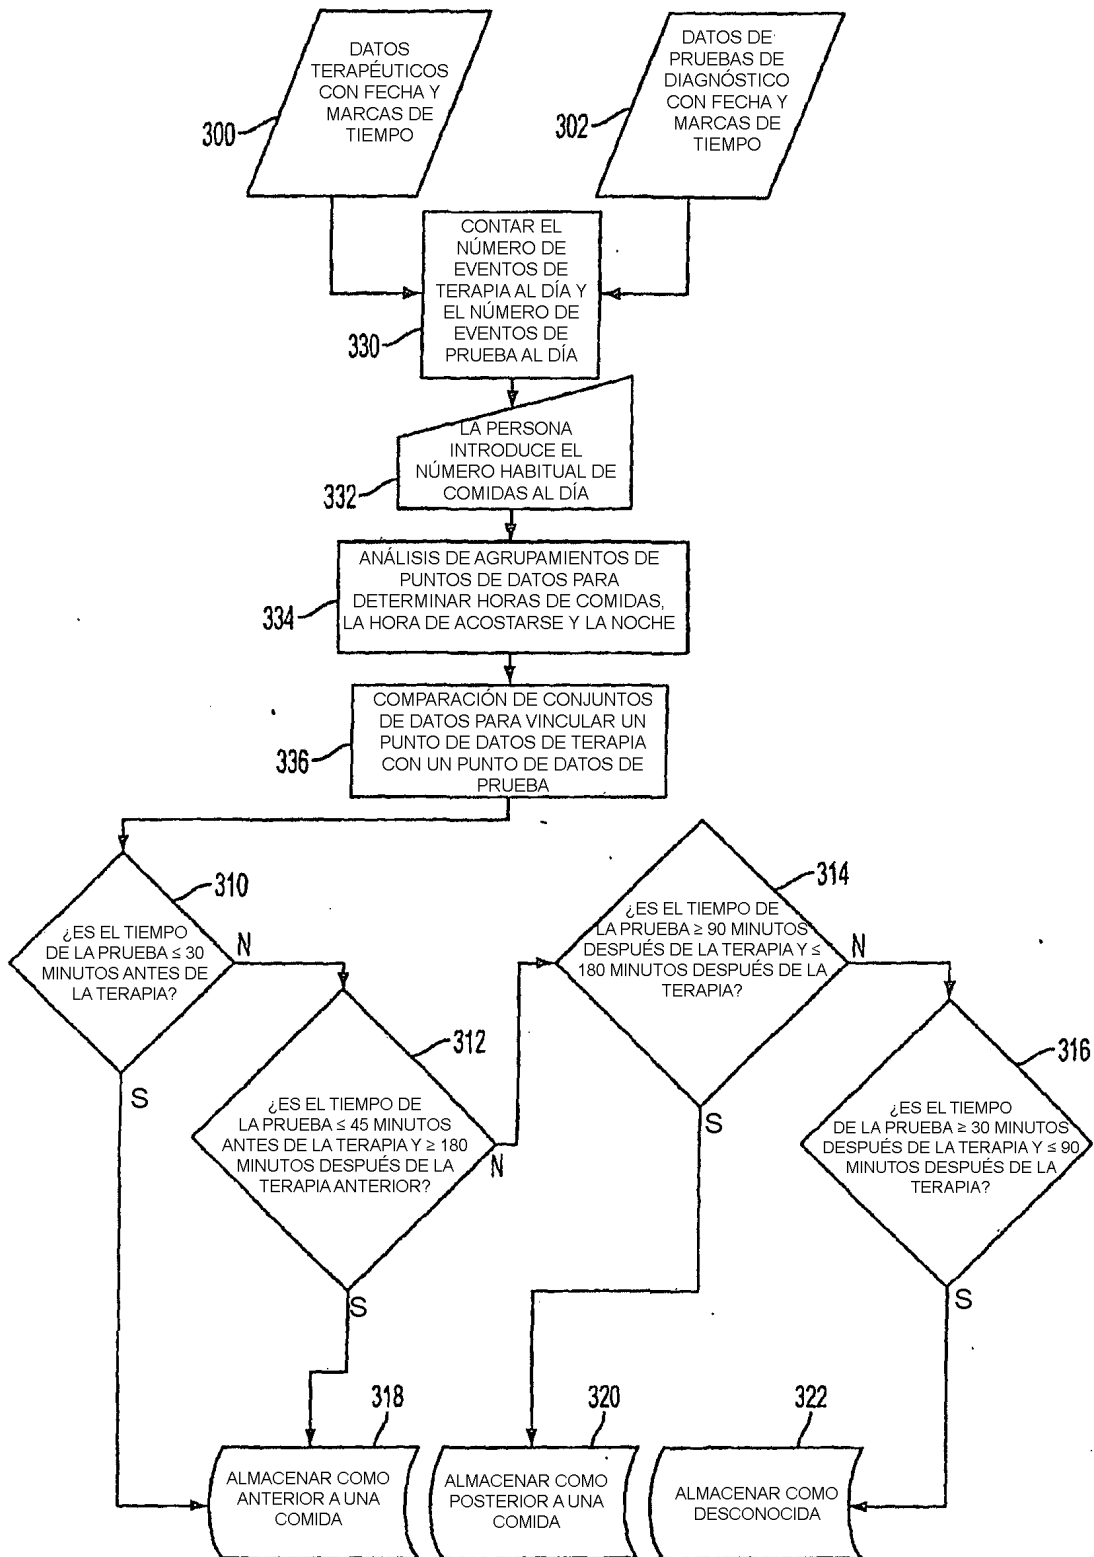 DATOS
TERAPÉUTICOS
CON FECHA Y
MARCAS DE
TIEMPO
300
DATOS DE
PRUEBAS DE
DIAGNÓSTICO
CON FECHA Y
MARCAS DE
TIEMPO
302
CONTAR EL
NÚMERO DE
EVENTOS DE
TERAPIA AL DÍA Y
EL NÚMERO DE
EVENTOS DE
PRUEBA AL DÍA
330
LA PERSONA
INTRODUCE EL
NÚMERO HABITUAL DE
COMIDAS AL DÍA
332
ANÁLISIS DE AGRUPAMIENTOS DE
PUNTOS DE DATOS PARA
DETERMINAR HORAS DE COMIDAS,
LA HORA DE ACOSTARSE Y LA NOCHE
334
COMPARACIÓN DE CONJUNTOS
DE DATOS PARA VINCULAR UN
PUNTO DE DATOS DE TERAPIA
CON UN PUNTO DE DATOS DE
PRUEBA
336
310
¿ES EL TIEMPO
DE LA PRUEBA ≤ 30
MINUTOS ANTES DE
LA TERAPIA?
N
S
312
¿ES EL TIEMPO DE
LA PRUEBA ≤ 45 MINUTOS
ANTES DE LA TERAPIA Y ≥ 180
MINUTOS DESPUÉS DE LA
TERAPIA ANTERIOR?
N
S
314
¿ES EL TIEMPO DE
LA PRUEBA ≥ 90 MINUTOS
DESPUÉS DE LA TERAPIA Y ≤
180 MINUTOS DESPUÉS DE LA
TERAPIA?
N
S
316
¿ES EL TIEMPO
DE LA PRUEBA ≥ 30 MINUTOS
DESPUÉS DE LA TERAPIA Y ≤ 90
MINUTOS DESPUÉS DE LA
TERAPIA?
S
318
ALMACENAR COMO
ANTERIOR A UNA
COMIDA
320
ALMACENAR COMO
POSTERIOR A UNA
COMIDA
322
ALMACENAR COMO
DESCONOCIDA